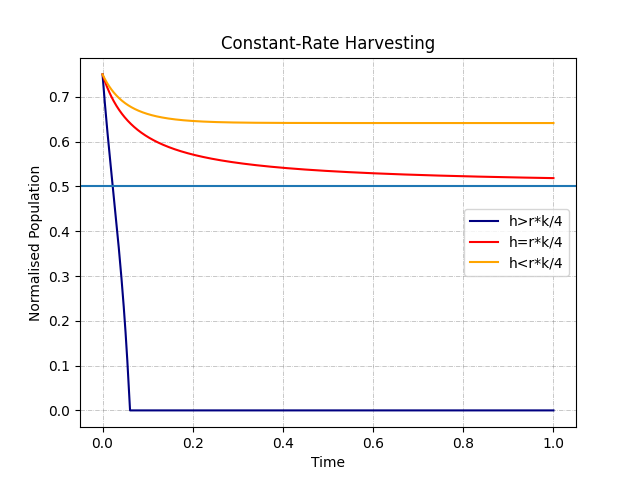 Constant-Rate Harvesting
Normalised Population
0.7
0.6
0.5
0.4
0.3
0.2
0.1
0.0
h>r*k/4
h=r*k/4
h<r*k/4
0.0 0.2 0.4 0.6 0.8 1.0
Time